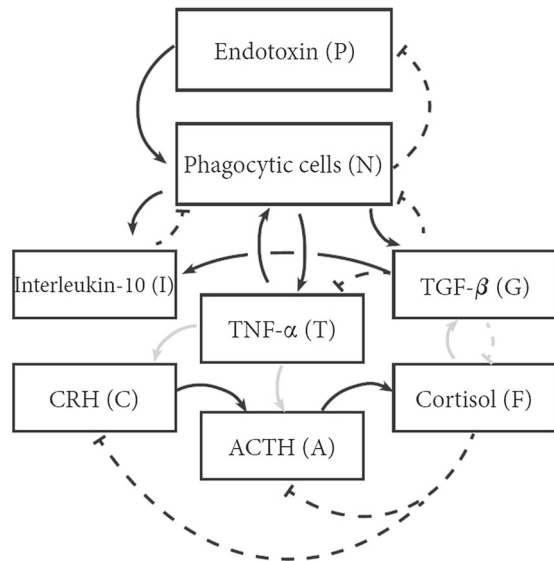 Endotoxin (P)
Phagocytic cells (N)
Interleukin-10 (I)
TGF-β (G)
TNF-α (T)
CRH (C)
Cortisol (F)
ACTH (A)